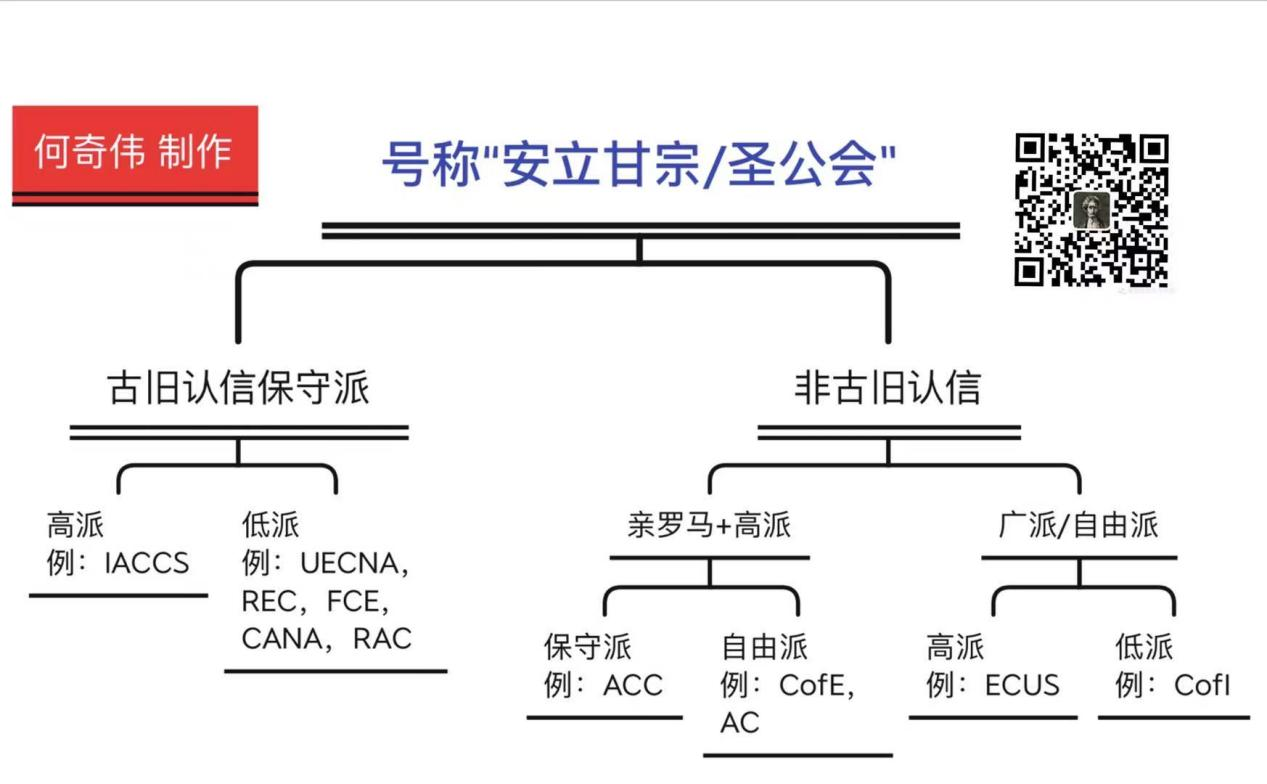 何奇伟 制作
号称"安立甘宗/圣公会"
古旧认信保守派
非古旧认信
高派
例：IACCS
低派
例：UECNA，
REC，FCE，
CANA，RAC
亲罗马+高派
广派/自由派
保守派
例：ACC
自由派
例：CofE，
AC
高派
例：ECUS
低派
例：CofI